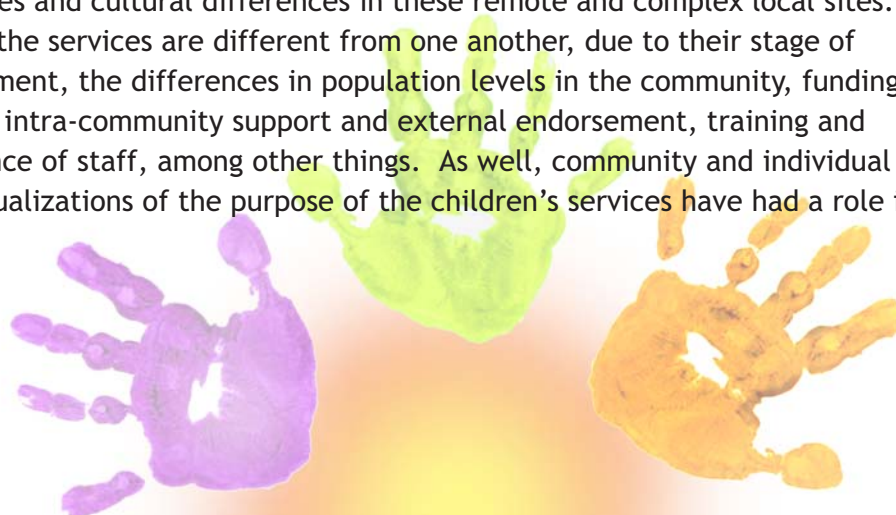 es and cultural differences in these remote and complex local sites.
the services are different from one another, due to their stage of
ment, the differences in population levels in the community, funding
intra-community support and external endorsement, training and
nce of staff, among other things. As well, community and individual
ualizations of the purpose of the children's services have had a role